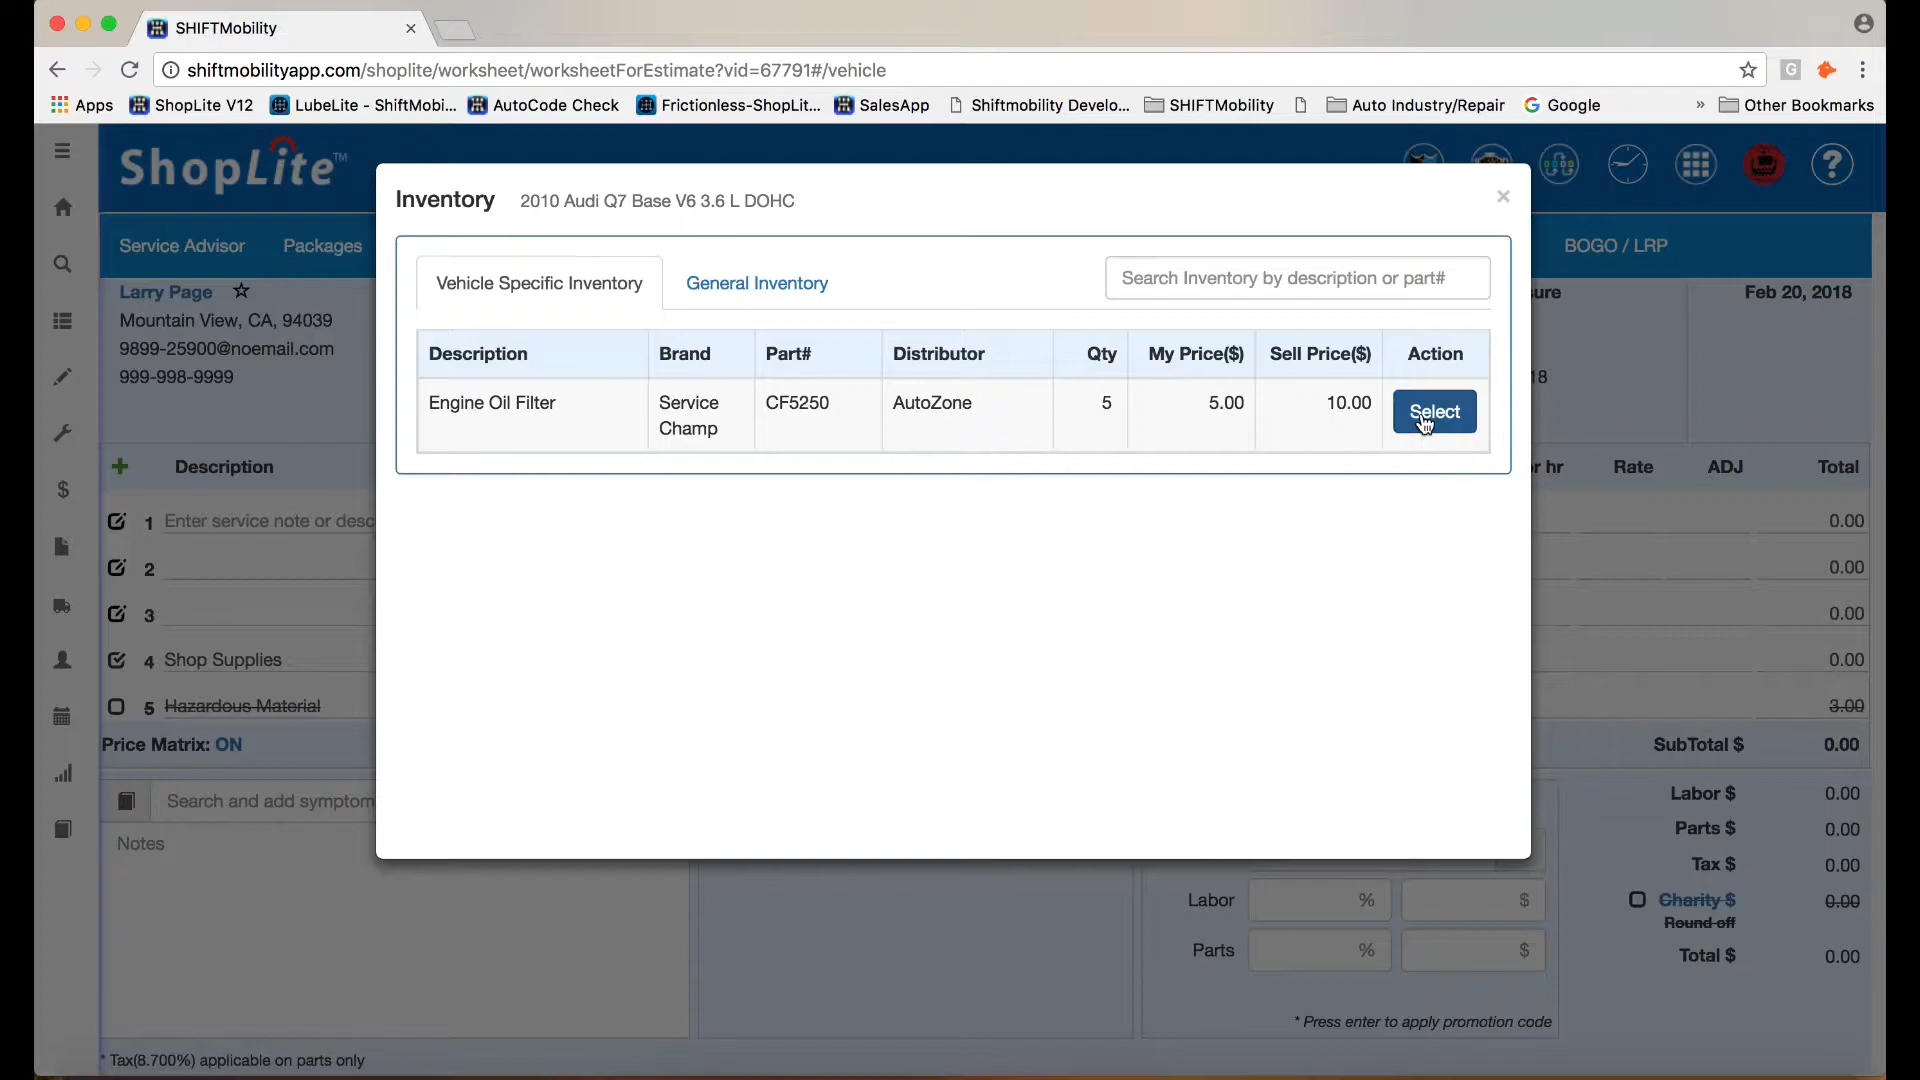 SHIFTMobility
shiftmobilityapp.com/shoplite/worksheet/worksheetForEstimate?vid=67791#/vehicle
Apps ShopLite V12 LubeLite - ShiftMobi... AutoCode Check Frictionless-ShopLit... SalesApp Shiftmobility Develo... SHIFTMobility Auto Industry/Repair Google » Other Bookmarks
ShopLite™
Inventory 2010 Audi Q7 Base V6 3.6 L DOHC
Service Advisor Packages BOGO / LRP
Vehicle Specific Inventory General Inventory Search Inventory by description or part#
Larry Page sure Feb 20, 2018
Mountain View, CA, 94039
9899-25900@noemail.com
999-998-9999 18
Description Brand Part# Distributor Qty My Price($) Sell Price($) Action
Engine Oil Filter Service Champ CF5250 AutoZone 5 5.00 10.00 Select
Description r hr Rate ADJ Total
1 Enter service note or desc 0.00
2 0.00
3 0.00
4 Shop Supplies 0.00
5 Hazardous Material 3.00
Price Matrix: ON SubTotal $ 0.00
Search and add symptom Labor $ 0.00
Notes Parts $ 0.00
Tax $ 0.00
Labor % $ Charity $ 0.00
Round off
Parts % $ Total $ 0.00
* Press enter to apply promotion code
* Tax(8.700%) applicable on parts only